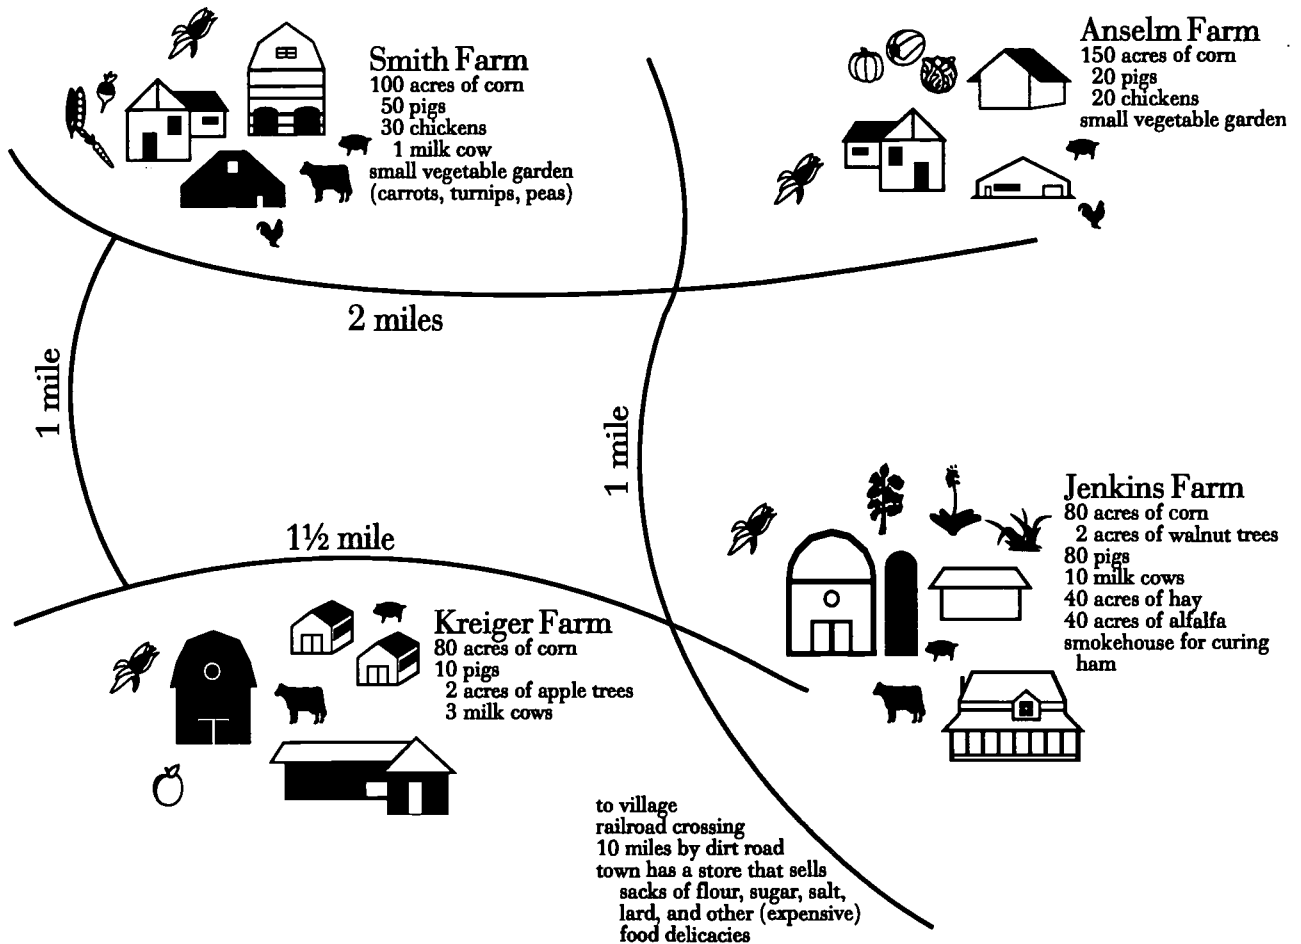 Smith Farm
100 acres of corn
50 pigs
30 chickens
1 milk cow
small vegetable garden
(carrots, turnips, peas)
Anselm Farm
150 acres of corn
20 pigs
20 chickens
small vegetable garden
2 miles
1 mile
1 mile
1½ mile
Kreiger Farm
80 acres of corn
10 pigs
2 acres of apple trees
3 milk cows
Jenkins Farm
80 acres of corn
2 acres of walnut trees
80 pigs
10 milk cows
40 acres of hay
40 acres of alfalfa
smokehouse for curing
ham
to village
railroad crossing
10 miles by dirt road
town has a store that sells
sacks of flour, sugar, salt,
lard, and other (expensive)
food delicacies